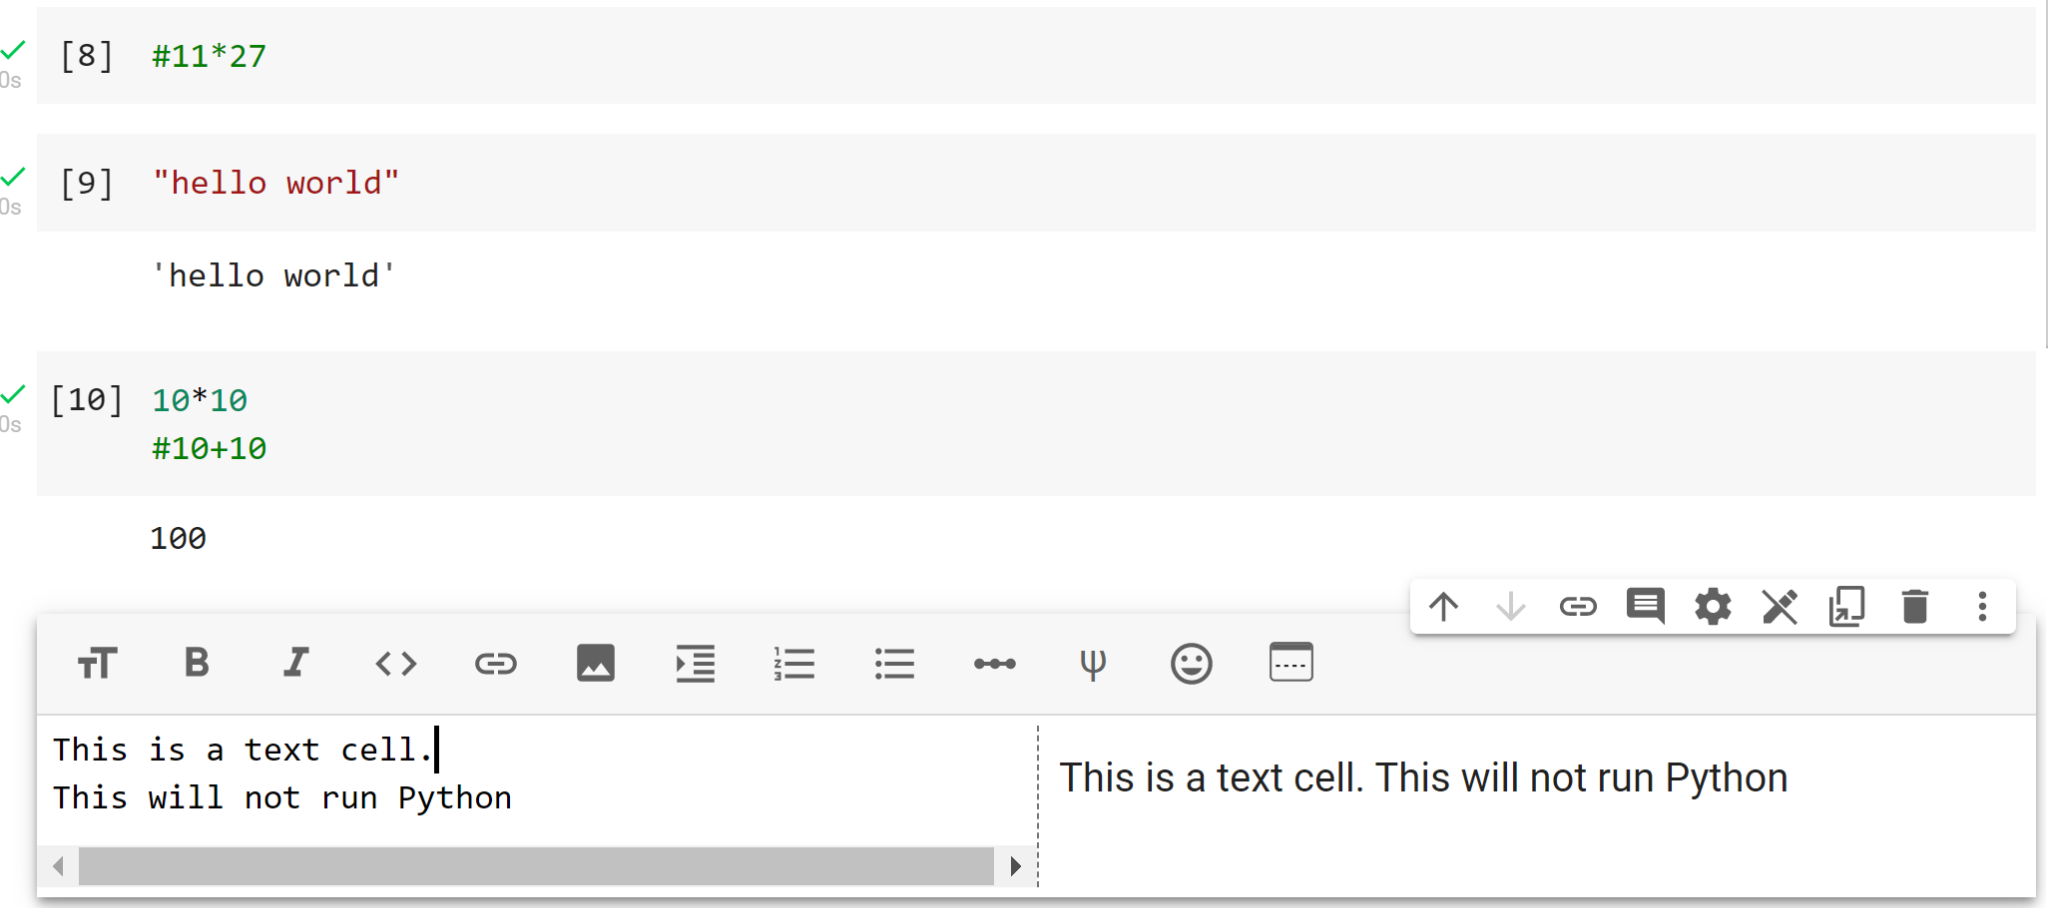 [8] #11*27
0s
[9] "hello world"
0s
'hello world'
[10] 10*10
0s
#10+10
100
This is a text cell.
This will not run Python
This is a text cell. This will not run Python